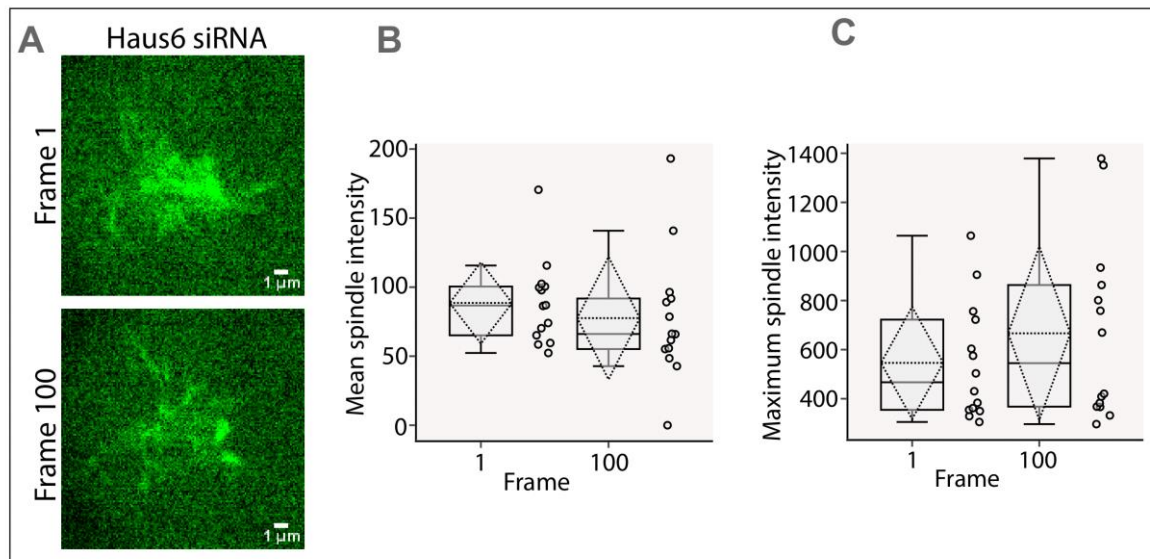 A
Haus6 siRNA
Frame 1
1 µm
Frame 100
1 µm
B
Mean spindle intensity
200
150
100
50
0
1
100
Frame
C
Maximum spindle intensity
1400
1200
1000
800
600
400
1
100
Frame